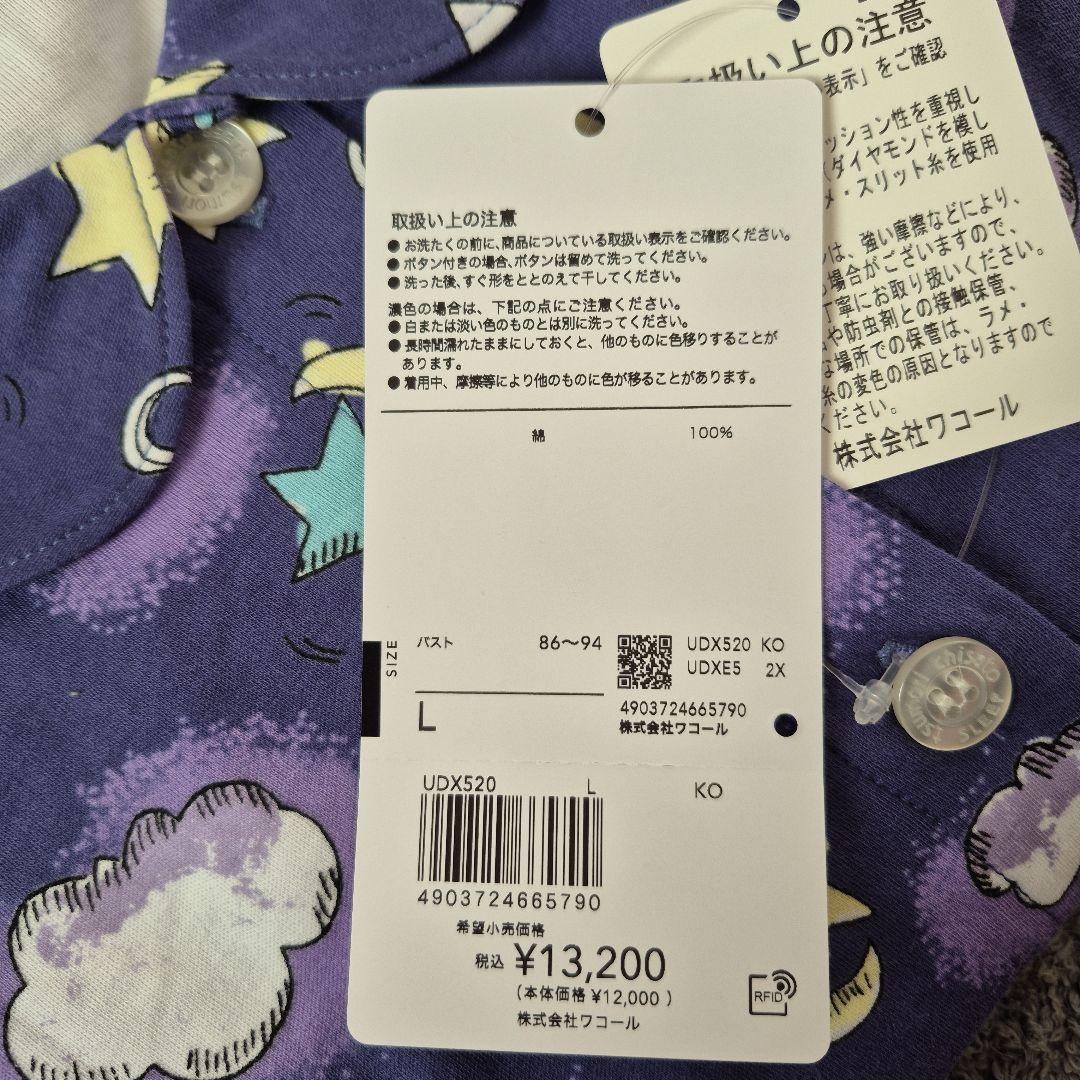 取扱い上の注意
● お洗たくの前に、商品についている取扱い表示をご確認ください。
● ボタン付きの場合、ボタンは留めて洗ってください。
● 洗った後、すぐ形をととのえて干してください。
濃色の場合は、下記の点にご注意ください。
● 白または淡い色のものとは別に洗ってください。
● 長時間濡れたままにしておくと、他のものに色移りすることが
あります。
● 着用中、摩擦等により他のものに色が移ることがあります。
綿 100%
SIZE
バスト 86～94
L
UDX520 KO
UDXE5 2X
4903724665790
株式会社ワコール
UDX520 L KO
4903724665790
希望小売価格
税込 ¥13,200
(本体価格 ¥12,000 )
株式会社ワコール
RFID
取扱い上の注意
表示」をご確認
ッション性を重視し
(ダイヤモンドを模し
メ・スリット糸を使用
は、強い摩擦などにより、
場合がございますので、
丁寧にお取り扱いください。
や防虫剤との接触保管、
な場所での保管は、ラメ・
糸の変色の原因となりますので
ください。
株式会社ワコール
tsumori chisato
SLEEP